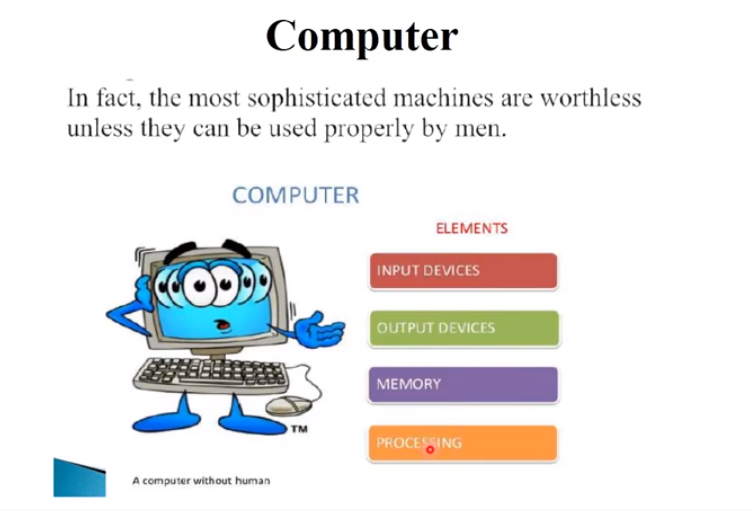 Computer
In fact, the most sophisticated machines are worthless
unless they can be used properly by men.
COMPUTER
ELEMENTS
INPUT DEVICES
OUTPUT DEVICES
MEMORY
PROCESSING
TM
A computer without human